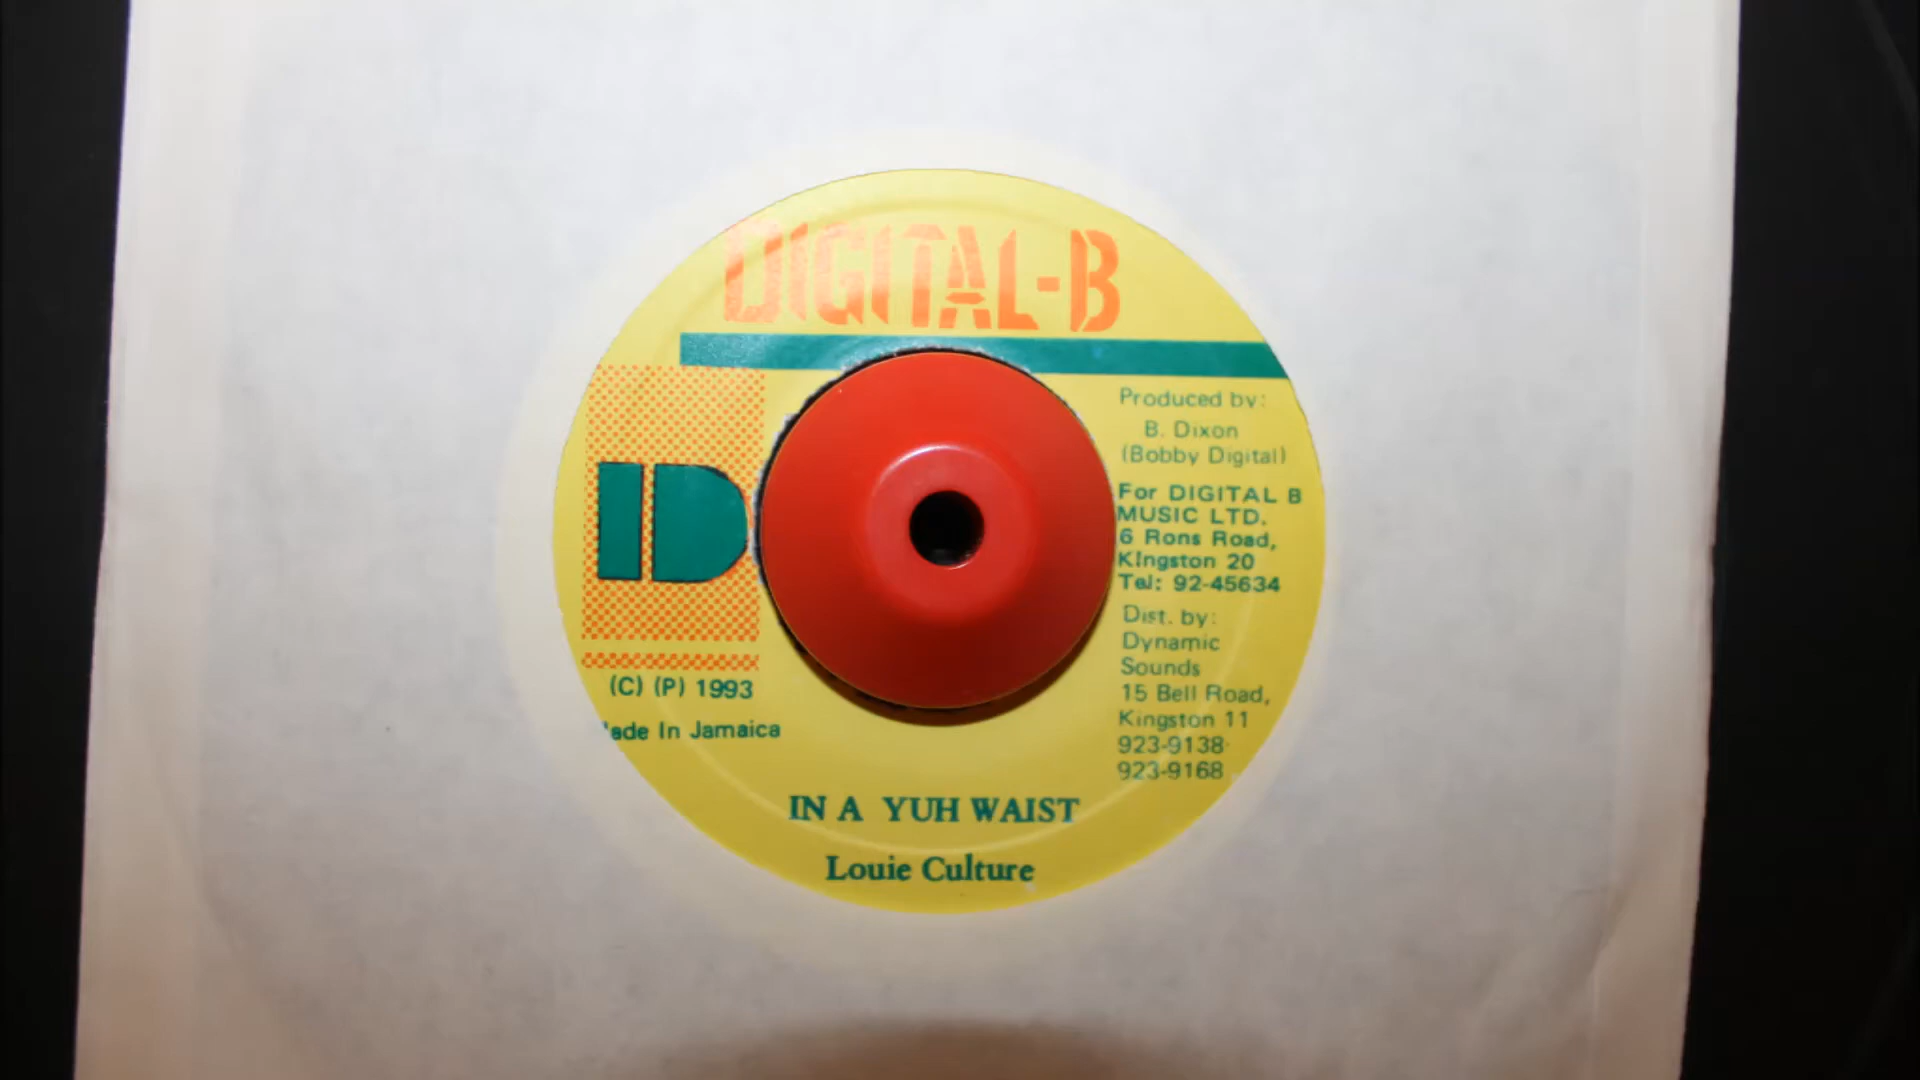 DIGITAL-B
Produced by:
B. Dixon
(Bobby Digital)
For DIGITAL B
MUSIC LTD.
6 Rons Road,
Kingston 20
Tel: 92-45634
Dist. by:
Dynamic
Sounds
15 Bell Road,
Kingston 11
923-9138
923-9168
D
(C) (P) 1993
Made In Jamaica
IN A YUH WAIST
Louie Culture